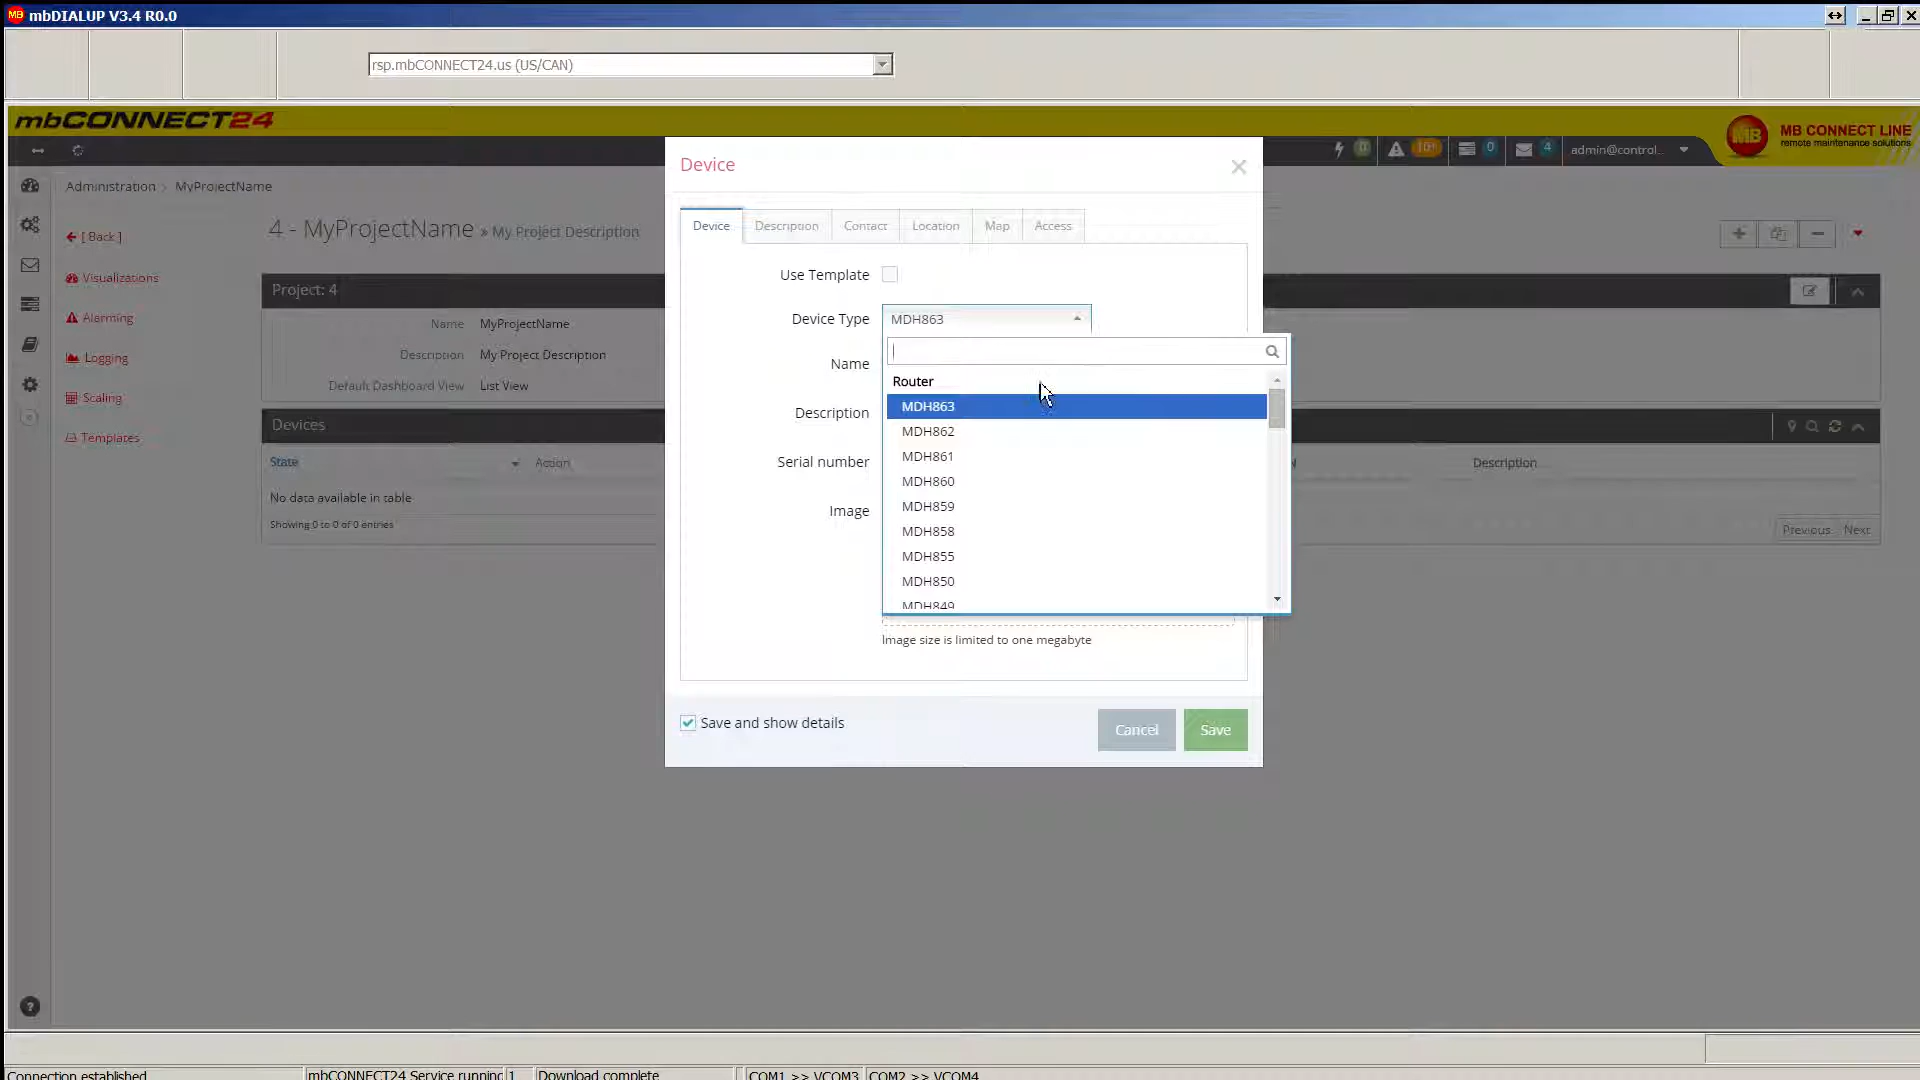 mbDIALUP V3.4 R0.0
rsp.mbCONNECT24.us (US/CAN)
mbCONNECT24
MB
MB CONNECT LINE
remote maintenance solutions
0
10+
0
4
admin@control...
Administration > MyProjectName
[ Back ]
Visualizations
Alarming
Logging
Scaling
Templates
4 - MyProjectName » My Project Description
Project: 4
Name MyProjectName
Description My Project Description
Default Dashboard View List View
Devices
State Action Description
No data available in table
Showing 0 to 0 of 0 entries
Previous Next
Device
Device Description Contact Location Map Access
Use Template
Device Type MDH863
Name
Description
Serial number
Image
Router
MDH863
MDH862
MDH861
MDH860
MDH859
MDH858
MDH855
MDH850
MDH849
Image size is limited to one megabyte
Save and show details
Cancel Save
Connection established mbCONNECT24 Service running 1 Download complete COM1 >> VCOM3 COM2 >> VCOM4